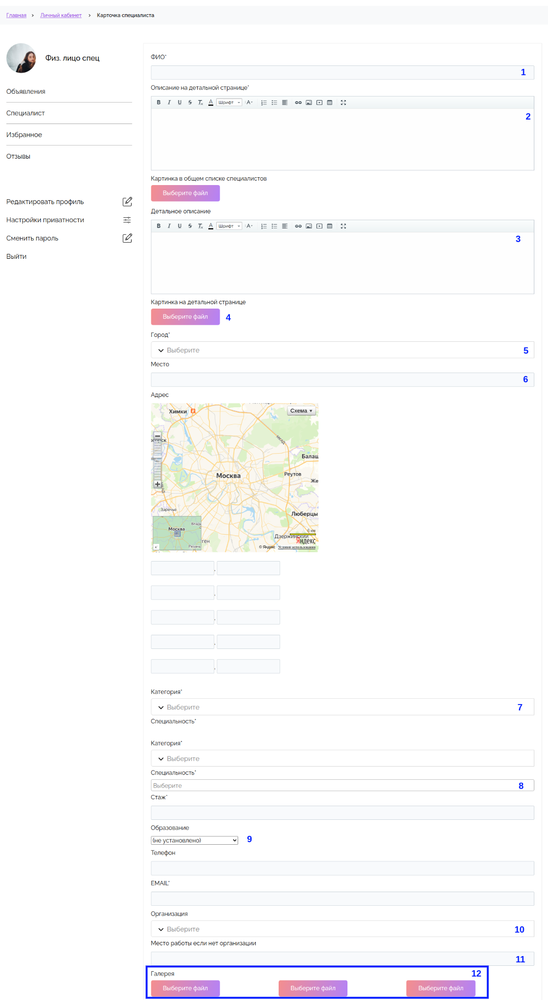 Главная › Личный кабинет › Карточка специалиста
Физ. лицо спец
Объявления
Специалист
Избранное
Отзывы
Редактировать профиль
Настройки приватности
Сменить пароль
Выйти
ФИО*
1
Описание на детальной странице*
B I U S Tx A Шрифт A
2
Картинка в общем списке специалистов
Выберите файл
Детальное описание
B I U S Tx A Шрифт A
3
Картинка на детальной странице
Выберите файл 4
Город*
Выберите 5
Место
6
Адрес
Химки
Схема
МКАД
Балаш
Москва
Реутов
Же
Заречье
Люберцы
Москва
Влад
6 км
Дзержинский
Яндекс
ген
Рязань
© Яндекс Условия использования
,
,
,
,
,
Категория*
Выберите 7
Специальность*
Категория*
Выберите
Специальность*
Выберите 8
Стаж*
Образование
(не установлено) 9
Телефон
EMAIL*
Организация
Выберите 10
Место работы если нет организации
11
Галерея 12
Выберите файл Выберите файл Выберите файл